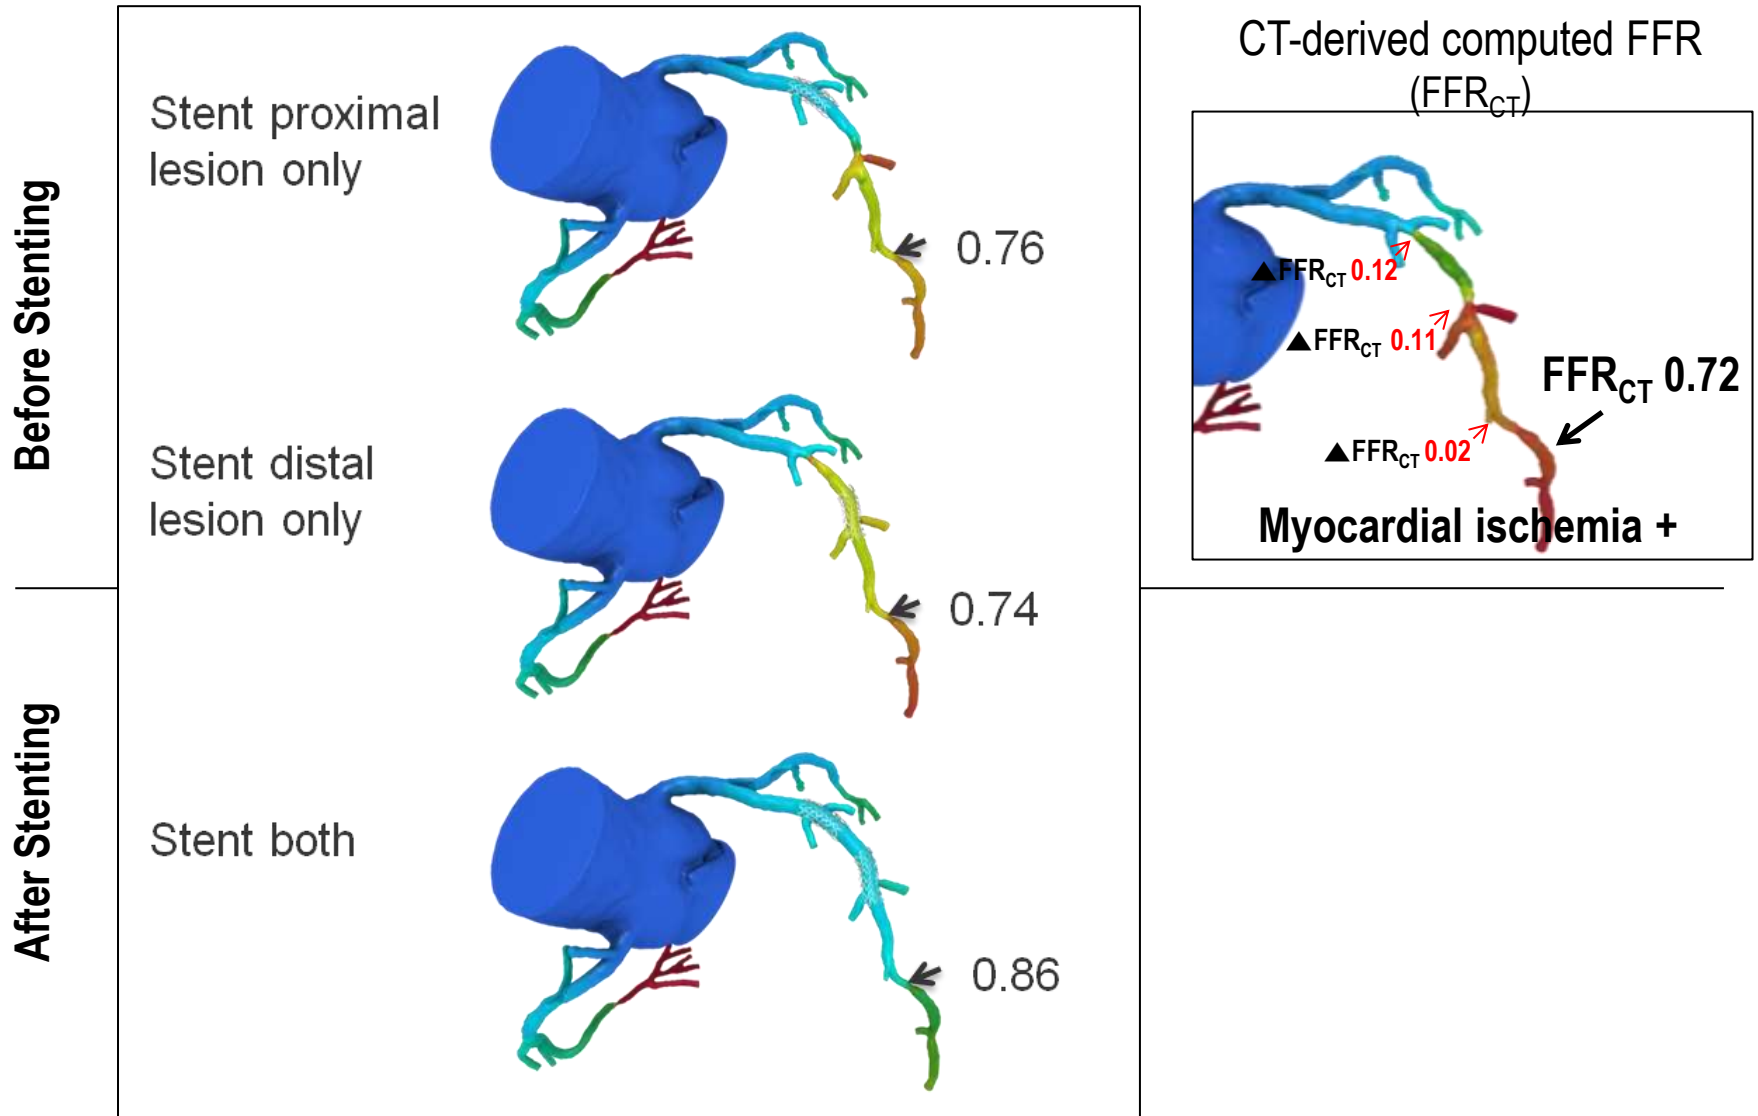 Before Stenting
After Stenting
Stent proximal
lesion only
0.76
Stent distal
lesion only
0.74
Stent both
0.86
CT-derived computed FFR
(FFRCT)
▲FFRCT 0.12
▲FFRCT 0.11
FFRCT 0.72
▲FFRCT 0.02
Myocardial ischemia +